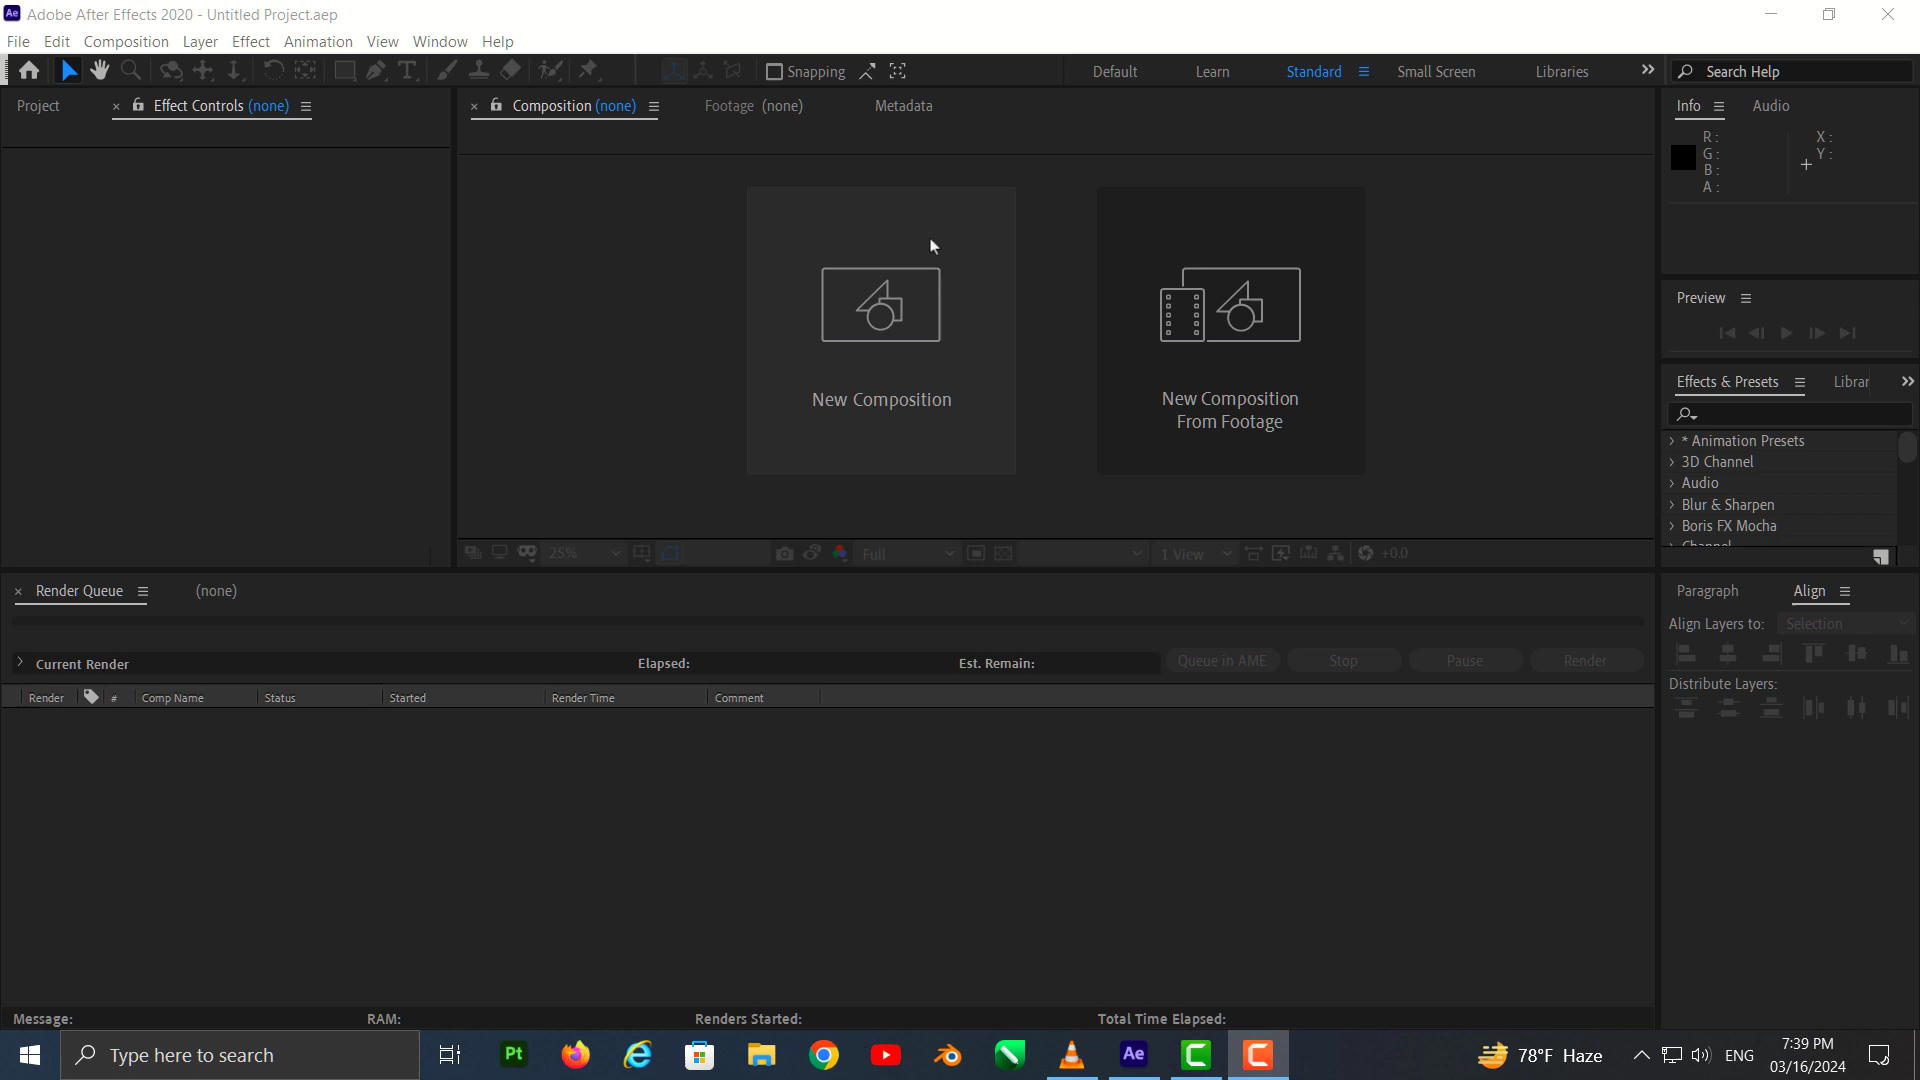 Adobe After Effects 2020 - Untitled Project.aep
File Edit Composition Layer Effect Animation View Window Help
Snapping Default Learn Standard Small Screen Libraries Search Help
Project Effect Controls (none) Composition (none) Footage (none) Metadata Info Audio
R :
G :
B :
A :
X :
Y :
New Composition
New Composition
From Footage
Preview
Effects & Presets Librar
* Animation Presets
3D Channel
Audio
Blur & Sharpen
Boris FX Mocha
25% Full 1 View +0.0
Render Queue (none)
Current Render Elapsed: Est. Remain: Queue in AME Stop Pause Render
Render # Comp Name Status Started Render Time Comment
Paragraph Align
Align Layers to: Selection
Distribute Layers:
Message: RAM: Renders Started: Total Time Elapsed:
Type here to search Pt Ae 78°F Haze ENG
7:39 PM
03/16/2024